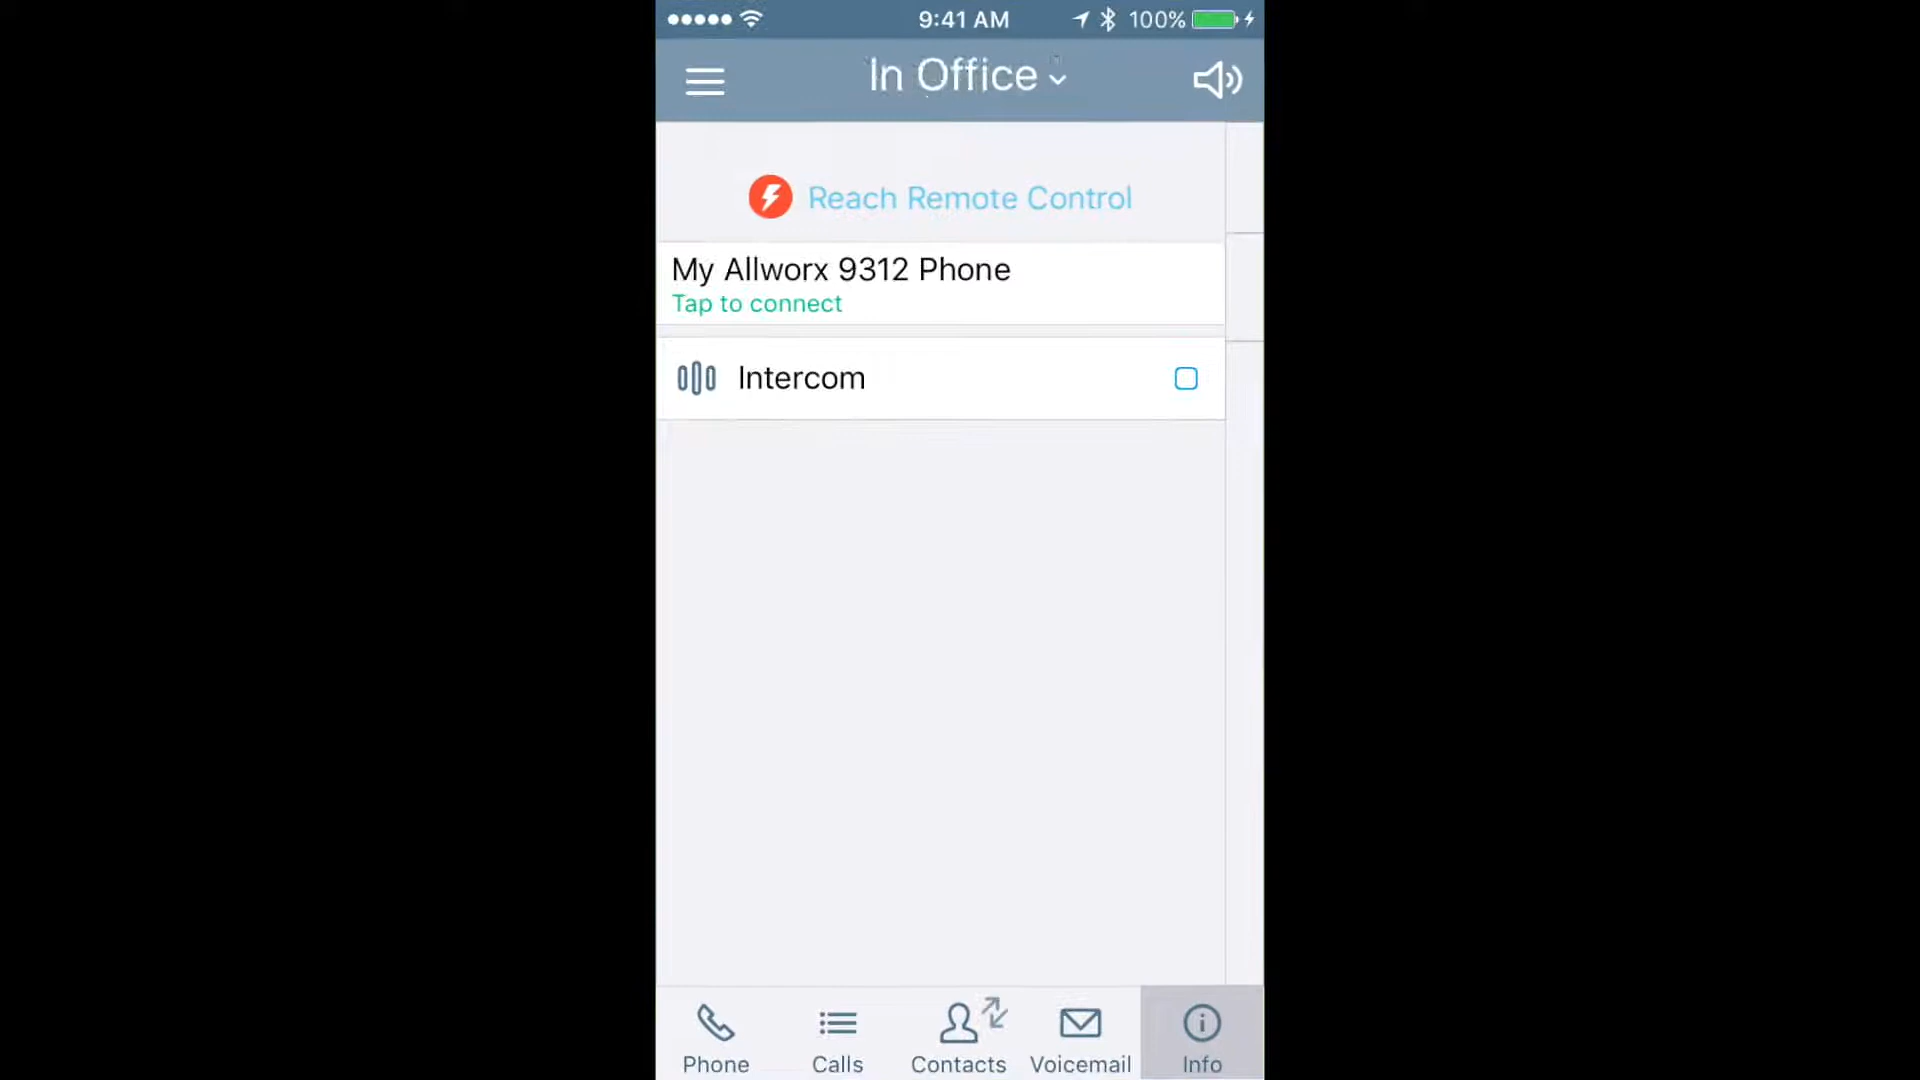 9:41 AM
100%
In Office
Reach Remote Control
My Allworx 9312 Phone
Tap to connect
Intercom
Phone
Calls
Contacts
Voicemail
Info